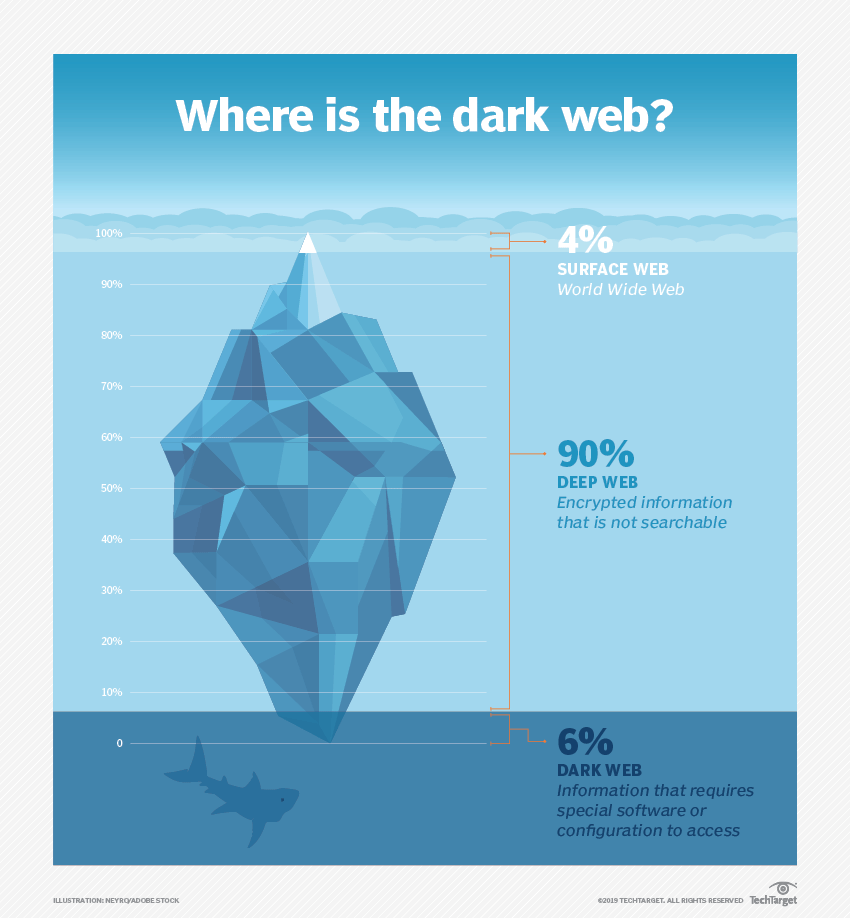 Where is the dark web?
100%
90%
80%
70%
60%
50%
40%
30%
20%
10%
0
4%
SURFACE WEB
World Wide Web
90%
DEEP WEB
Encrypted information
that is not searchable
6%
DARK WEB
Information that requires
special software or
configuration to access
ILLUSTRATION: NEYRO/ADOBE STOCK
©2019 TECHTARGET. ALL RIGHTS RESERVED
TechTarget